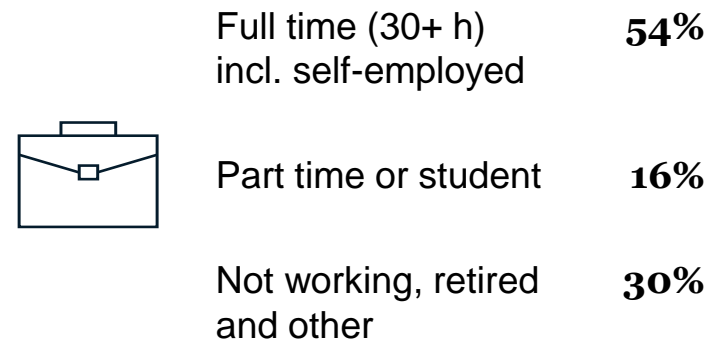 Full time (30+ h) 54%
incl. self-employed
Part time or student 16%
Not working, retired 30%
and other